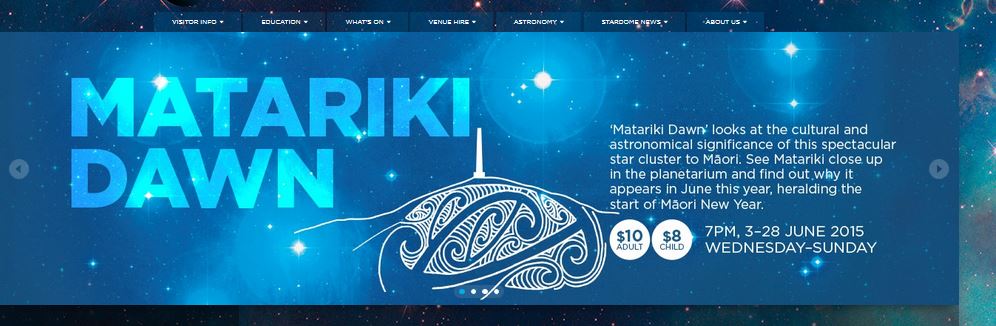 VISITOR INFO EDUCATION WHAT'S ON VENUE HIRE ASTRONOMY STARDOME NEWS ABOUT US
MATARIKI
DAWN
'Matariki Dawn' looks at the cultural and
astronomical significance of this spectacular
star cluster to Māori. See Matariki close up
in the planetarium and find out why it
appears in June this year, heralding the
start of Māori New Year.
$10
ADULT
$8
CHILD
7PM, 3–28 JUNE 2015
WEDNESDAY–SUNDAY